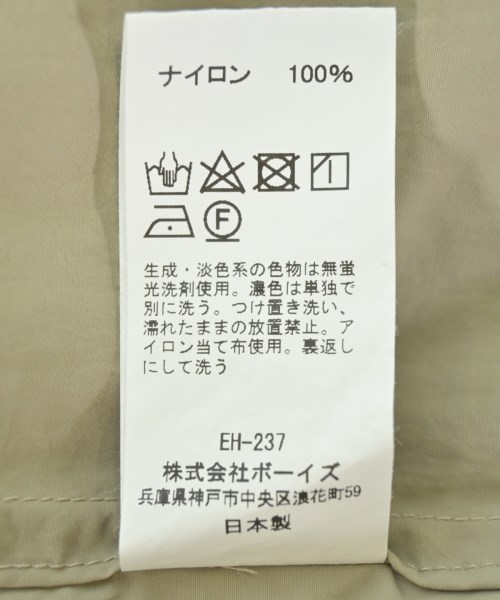 ナイロン 100%
F
生成・淡色系の色物は無蛍
光洗剤使用。濃色は単独で
別に洗う。つけ置き洗い、
濡れたままの放置禁止。ア
イロン当て布使用。裏返し
にして洗う
EH-237
株式会社ボーイズ
兵庫県神戸市中央区浪花町59
日本製